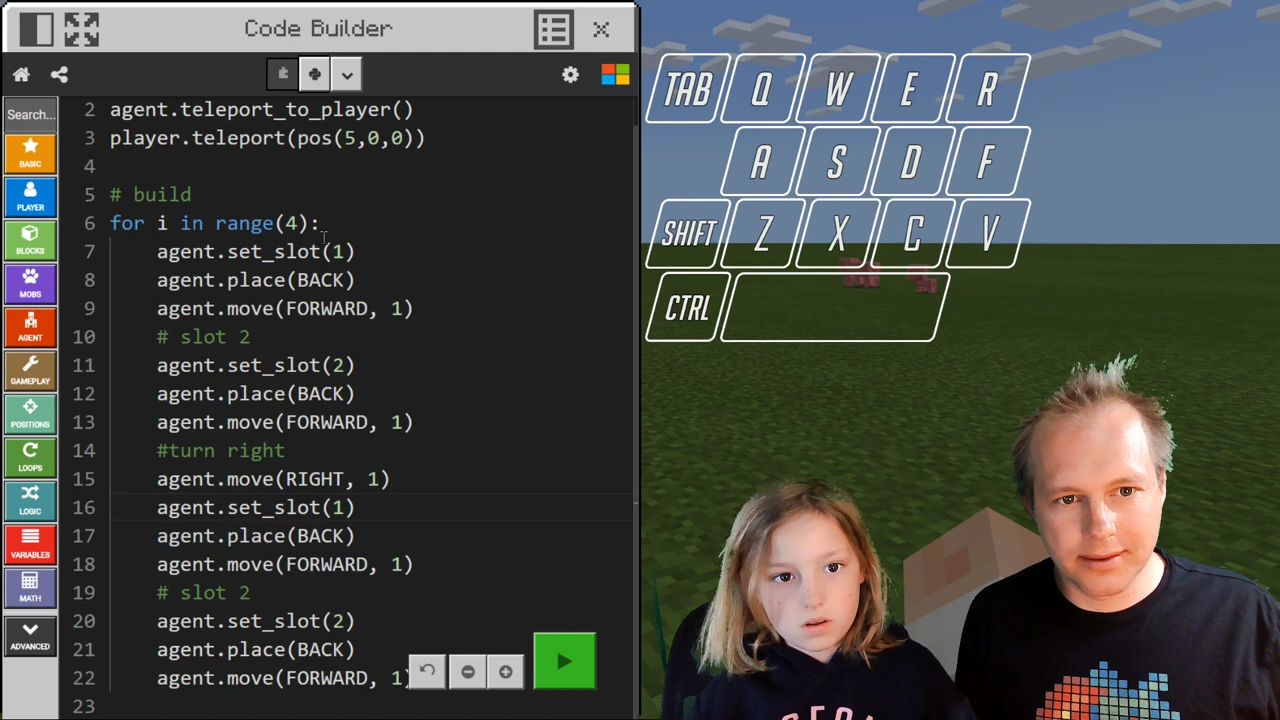 Code Builder
Search...
BASIC
PLAYER
BLOCKS
MOBS
AGENT
GAMEPLAY
POSITIONS
LOOPS
LOGIC
VARIABLES
MATH
ADVANCED
2 agent.teleport_to_player()
3 player.teleport(pos(5,0,0))
4
5 # build
6 for i in range(4):
7 agent.set_slot(1)
8 agent.place(BACK)
9 agent.move(FORWARD, 1)
10 # slot 2
11 agent.set_slot(2)
12 agent.place(BACK)
13 agent.move(FORWARD, 1)
14 #turn right
15 agent.move(RIGHT, 1)
16 agent.set_slot(1)
17 agent.place(BACK)
18 agent.move(FORWARD, 1)
19 # slot 2
20 agent.set_slot(2)
21 agent.place(BACK)
22 agent.move(FORWARD, 1)
23
TAB Q W E R
A S D F
SHIFT Z X C V
CTRL